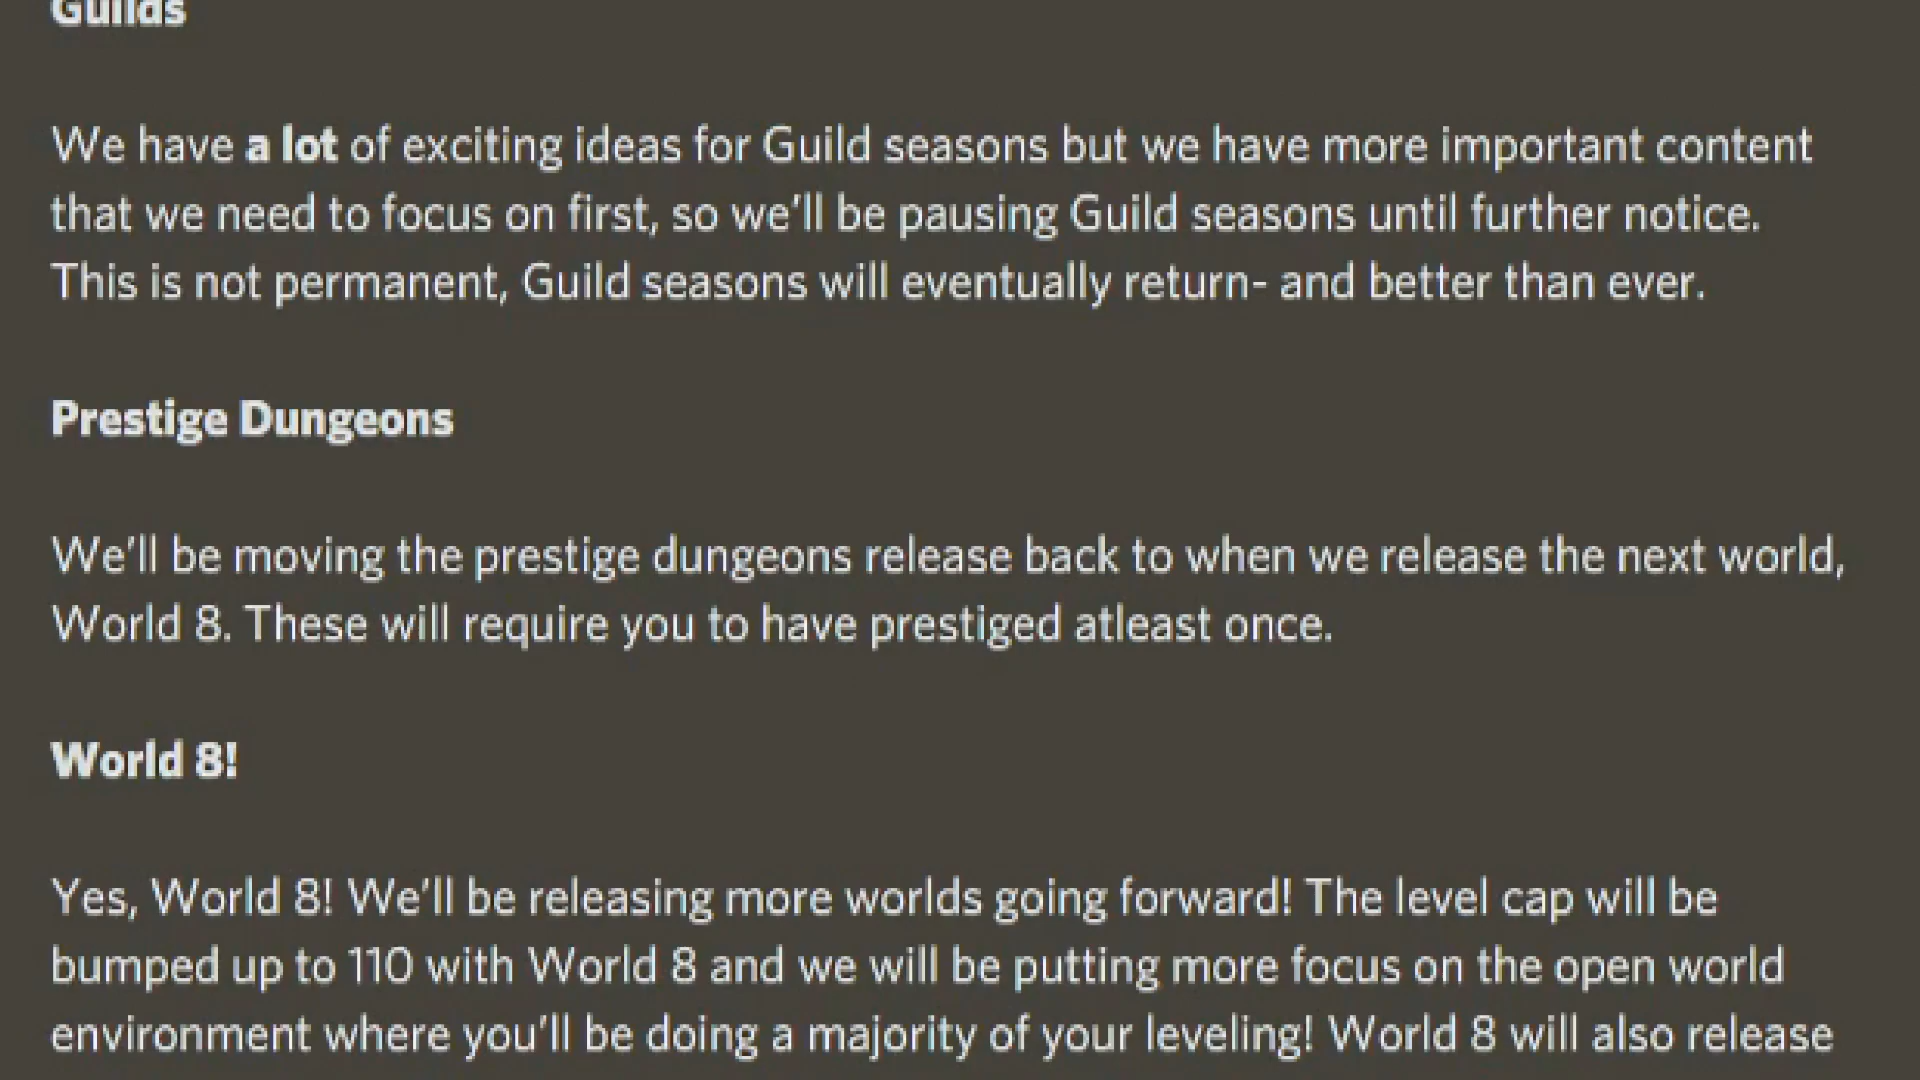 Guilds
We have a lot of exciting ideas for Guild seasons but we have more important content
that we need to focus on first, so we'll be pausing Guild seasons until further notice.
This is not permanent, Guild seasons will eventually return- and better than ever.
Prestige Dungeons
We'll be moving the prestige dungeons release back to when we release the next world,
World 8. These will require you to have prestiged atleast once.
World 8!
Yes, World 8! We'll be releasing more worlds going forward! The level cap will be
bumped up to 110 with World 8 and we will be putting more focus on the open world
environment where you'll be doing a majority of your leveling! World 8 will also release